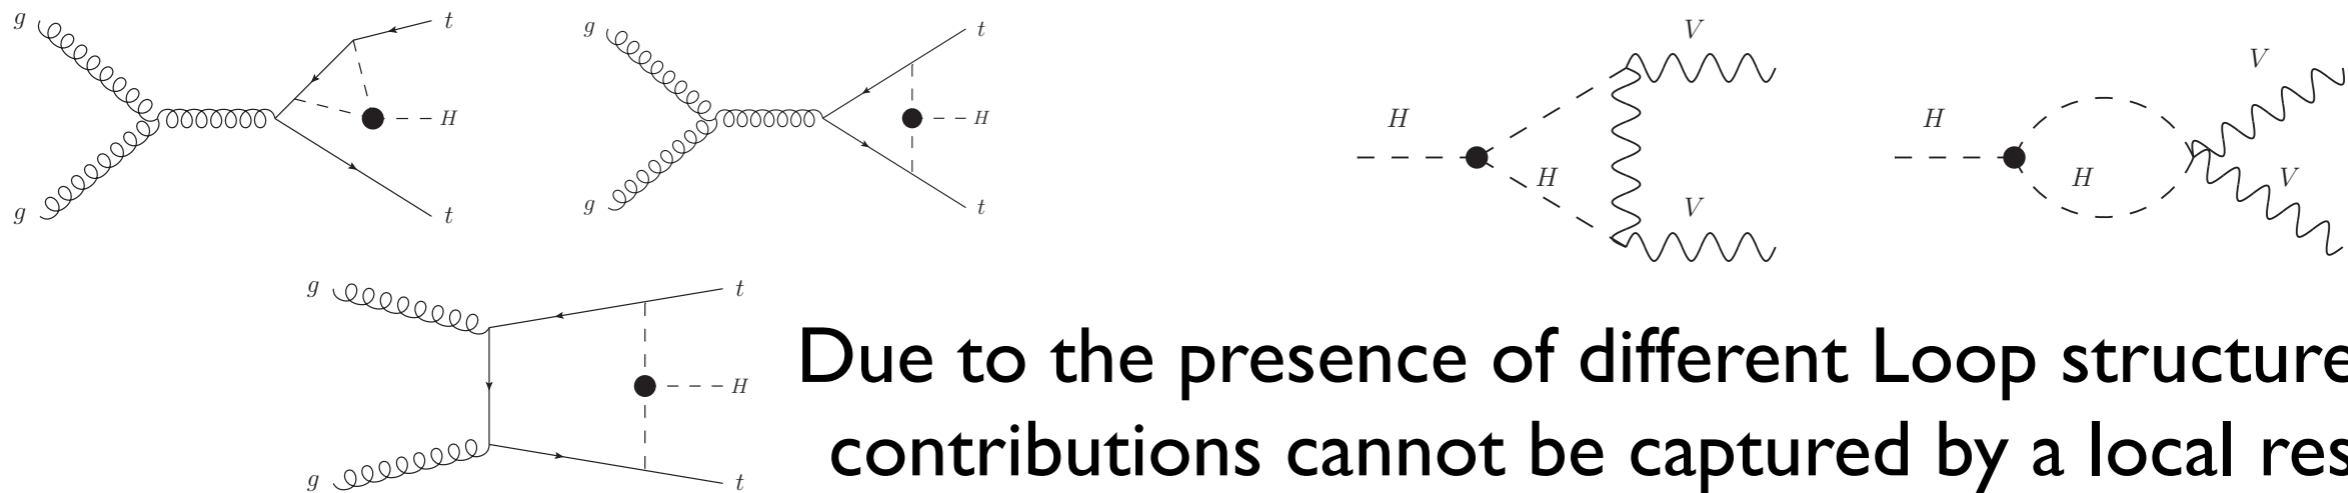 g
t
H
g
t
g
t
H
g
t
H
V
H
V
H
V
H
V
g
t
H
g
t
Due to the presence of different Loop structure
contributions cannot be captured by a local res